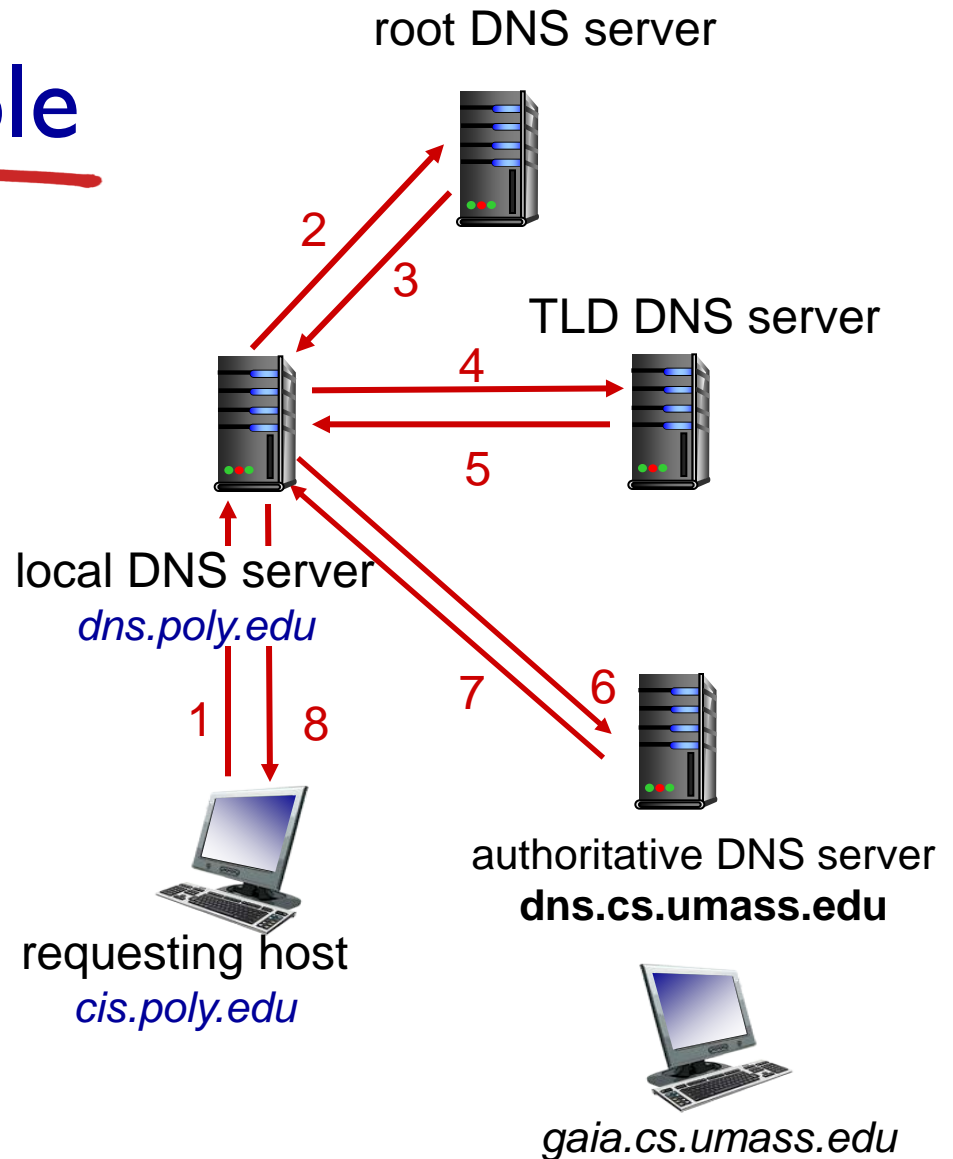 root DNS server
ole
2
3
TLD DNS server
4
5
local DNS server
dns.poly.edu
1
8
7
6
authoritative DNS server
dns.cs.umass.edu
requesting host
cis.poly.edu
gaia.cs.umass.edu